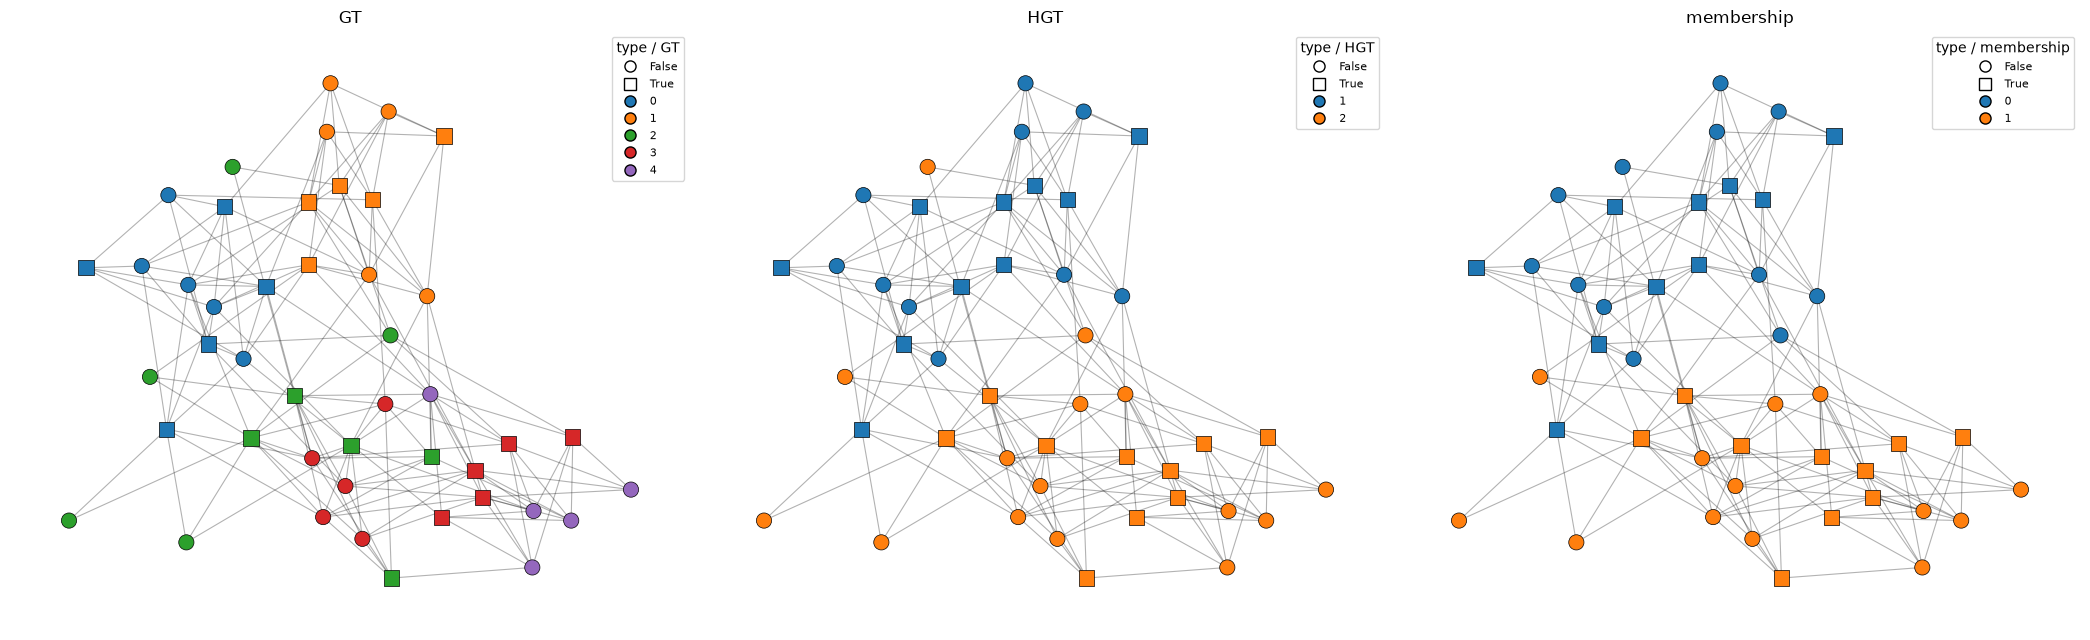 GT
type / GT
False
True
0
1
2
3
4
HGT
type / HGT
False
True
1
2
membership
type / membership
False
True
0
1